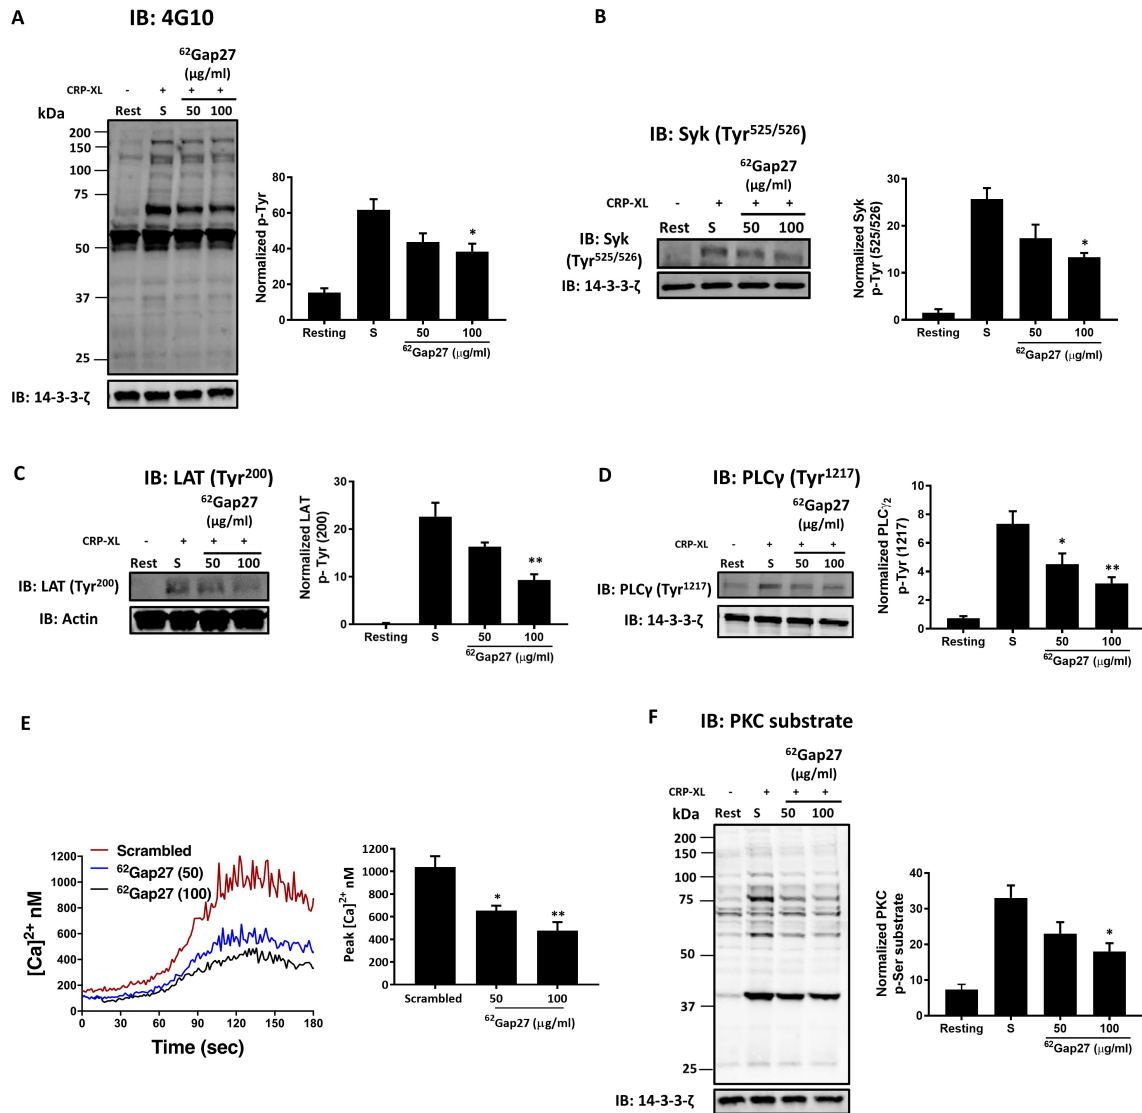 A
IB: 4G10
⁶²Gap27
(µg/ml)
CRP-XL - + + +
kDa Rest S 50 100
200
150
100
75
50
37
25
IB: 14-3-3-ζ
Normalized p-Tyr
80
60
40
20
0
*
Resting S 50 100
⁶²Gap27 (µg/ml)
B
IB: Syk (Tyr⁵²⁵/⁵²⁶)
⁶²Gap27
(µg/ml)
CRP-XL - + + +
Rest S 50 100
IB: Syk
(Tyr⁵²⁵/⁵²⁶)
IB: 14-3-3-ζ
Normalized Syk
p-Tyr (525/526)
30
20
10
0
*
Resting S 50 100
⁶²Gap27 (µg/ml)
C
IB: LAT (Tyr²⁰⁰)
⁶²Gap27
(µg/ml)
CRP-XL - + + +
Rest S 50 100
IB: LAT (Tyr²⁰⁰)
IB: Actin
Normalized LAT
p- Tyr (200)
30
20
10
0
**
Resting S 50 100
⁶²Gap27 (µg/ml)
D
IB: PLCγ (Tyr¹²¹⁷)
⁶²Gap27
(µg/ml)
CRP-XL - + + +
Rest S 50 100
IB: PLCγ (Tyr¹²¹⁷)
IB: 14-3-3-ζ
Normalized PLCγ₂
p-Tyr (1217)
10
8
6
4
2
0
* **
Resting S 50 100
⁶²Gap27 (µg/ml)
E
Scrambled
⁶²Gap27 (50)
⁶²Gap27 (100)
[Ca]²⁺ nM
1200
1000
800
600
400
200
0
0 30 60 90 120 150 180
Time (sec)
Peak [Ca]²⁺ nM
1200
1000
800
600
400
200
0
* **
Scrambled 50 100
⁶²Gap27 (µg/ml)
F
IB: PKC substrate
⁶²Gap27
(µg/ml)
CRP-XL - + + +
kDa Rest S 50 100
200
150
100
75
50
37
25
IB: 14-3-3-ζ
Normalized PKC
p-Ser substrate
40
30
20
10
0
*
Resting S 50 100
⁶²Gap27 (µg/ml)